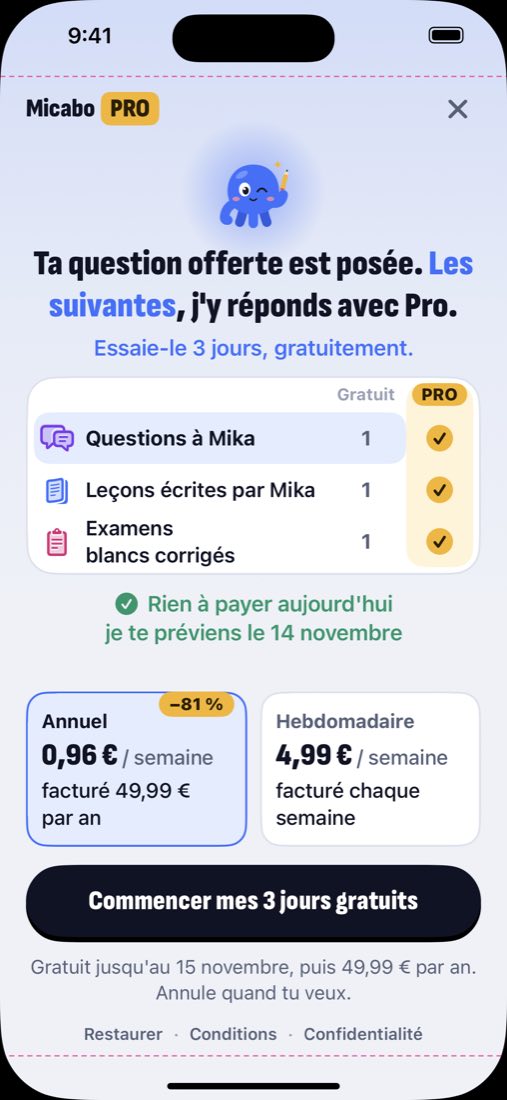 9:41
Micabo PRO
Ta question offerte est posée. Les
suivantes, j'y réponds avec Pro.
Essaie-le 3 jours, gratuitement.
Gratuit PRO
Questions à Mika 1
Leçons écrites par Mika 1
Examens
blancs corrigés 1
Rien à payer aujourd'hui
je te préviens le 14 novembre
−81 %
Annuel
0,96 € / semaine
facturé 49,99 €
par an
Hebdomadaire
4,99 € / semaine
facturé chaque
semaine
Commencer mes 3 jours gratuits
Gratuit jusqu'au 15 novembre, puis 49,99 € par an.
Annule quand tu veux.
Restaurer · Conditions · Confidentialité